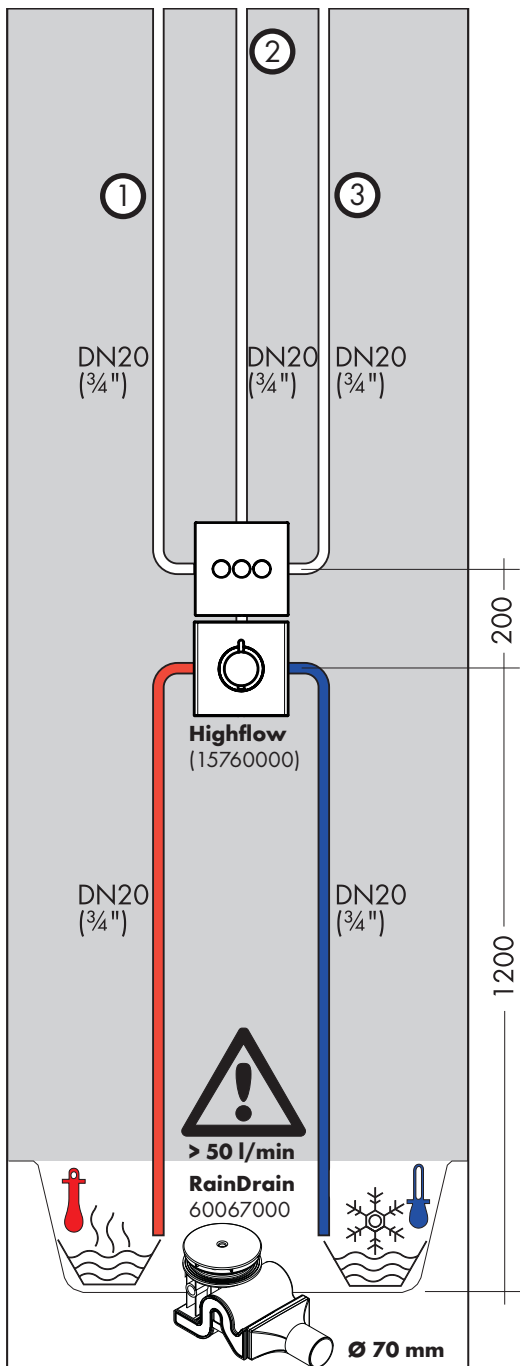 2
1
3
DN20
(¾")
DN20
(¾")
DN20
(¾")
200
Highflow
(15760000)
DN20
(¾")
DN20
(¾")
1200
> 50 l/min
RainDrain
60067000
Ø 70 mm